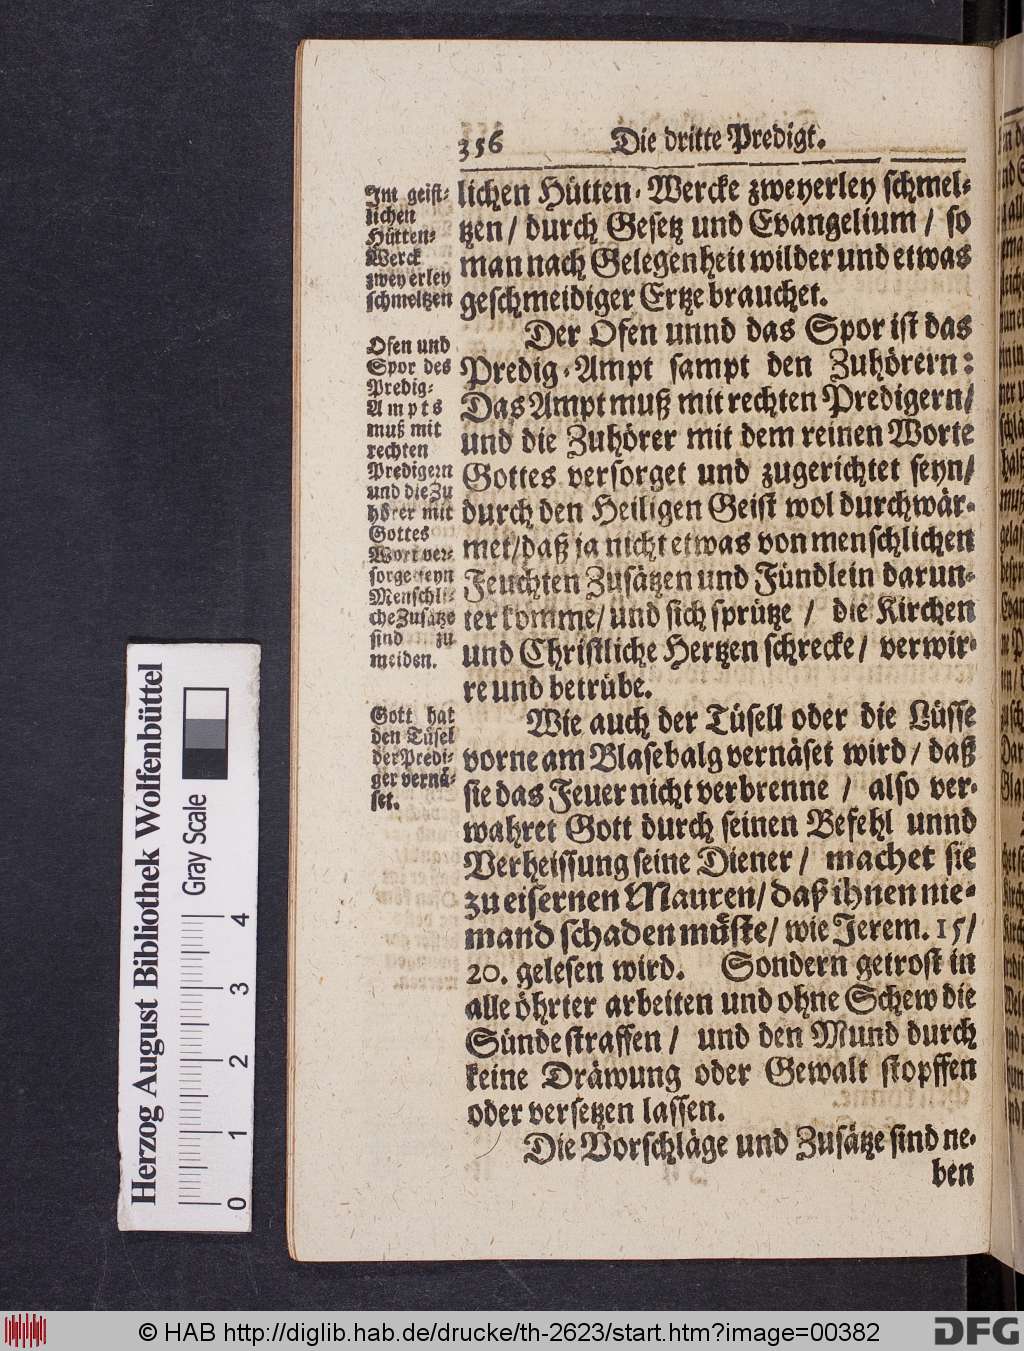 356 Die dritte Predigt.
Im geist-
lichen
Hütten-
Werck
zweyerley
schmeltzen
lichen Hütten-Wercke zweyerley schmel-
tzen / durch Gesetz und Evangelium / so
man nach Gelegenheit wilder und etwas
geschmeidiger Ertze brauchet.
Ofen und
Spor des
Predig-
Ampts
muß mit
rechten
Predigern
und die Zu
hörer mit
Gottes
Wort ver-
sorget seyn
Menschli-
che Zusätze
sind zu
meiden.
Der Ofen unnd das Spor ist das
Predig-Ampt sampt den Zuhörern:
Das Ampt muß mit rechten Predigern/
und die Zuhörer mit dem reinen Worte
Gottes versorget und zugerichtet seyn/
durch den Heiligen Geist wol durchwär-
met/daß ja nicht etwas von menschlichen
Feuchten Zusätzen und Fündlein darun-
ter komme/und sich sprütze / die Kirchen
und Christliche Hertzen schrecke/ verwir-
re und betrübe.
Gott hat
den Tüsel
der Predi-
ger vernä-
set.
Wie auch der Tüsell oder die Lüsse
vorne am Blasebalg vernäset wird/ daß
sie das Feuer nicht verbrenne / also ver-
wahret Gott durch seinen Befehl unnd
Verheissung seine Diener / machet sie
zu eisernen Mauren/ daß ihnen nie-
mand schaden müste/ wie Jerem. 15/
20. gelesen wird. Sondern getrost in
alle öhrter arbeiten und ohne Schew die
Sünde straffen / und den Mund durch
keine Dräwung oder Gewalt stopffen
oder versetzen lassen.
Die Vorschläge und Zusätze sind ne-
ben
Herzog August Bibliothek Wolfenbüttel
Gray Scale
0 1 2 3 4
© HAB http://diglib.hab.de/drucke/th-2623/start.htm?image=00382
DFG